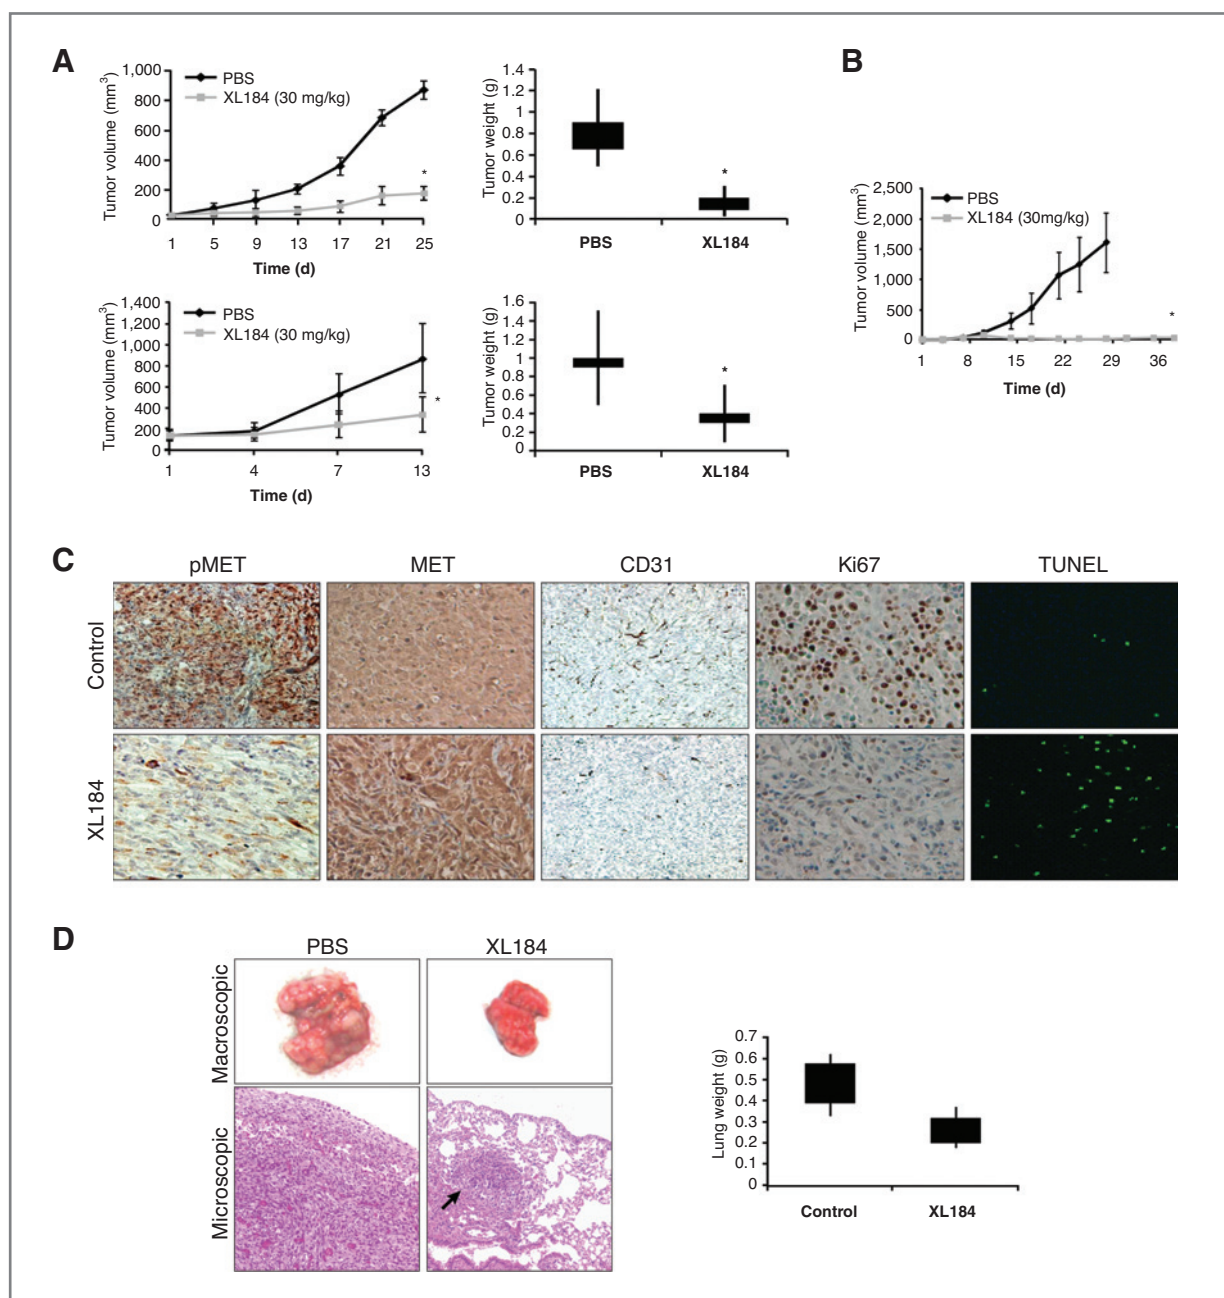 A
Tumor volume (mm³)
1,000
800
600
400
200
0
PBS
XL184 (30 mg/kg)
*
1 5 9 13 17 21 25
Time (d)
Tumor weight (g)
1.4
1.2
1
0.8
0.6
0.4
0.2
0
*
PBS XL184
Tumor volume (mm³)
1,400
1,200
1,000
800
600
400
200
0
PBS
XL184 (30 mg/kg)
*
1 4 7 13
Time (d)
Tumor weight (g)
1.6
1.4
1.2
1
0.8
0.6
0.4
0.2
0
*
PBS XL184
B
Tumor volume (mm³)
2,500
2,000
1,500
1,000
500
0
PBS
XL184 (30mg/kg)
*
1 8 15 22 29 36
Time (d)
C
pMET MET CD31 Ki67 TUNEL
Control
XL184
D
PBS XL184
Macroscopic
Microscopic
Lung weight (g)
0.7
0.6
0.5
0.4
0.3
0.2
0.1
0
Control XL184